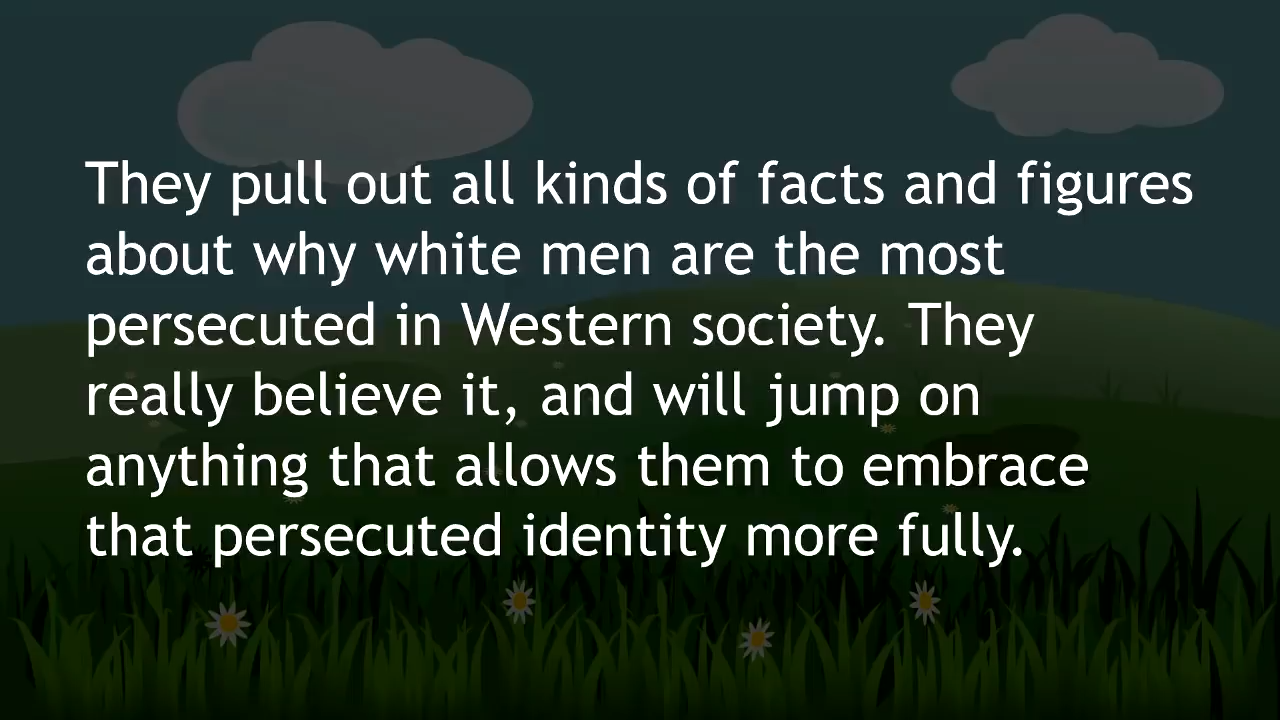 They pull out all kinds of facts and figures
about why white men are the most
persecuted in Western society. They
really believe it, and will jump on
anything that allows them to embrace
that persecuted identity more fully.